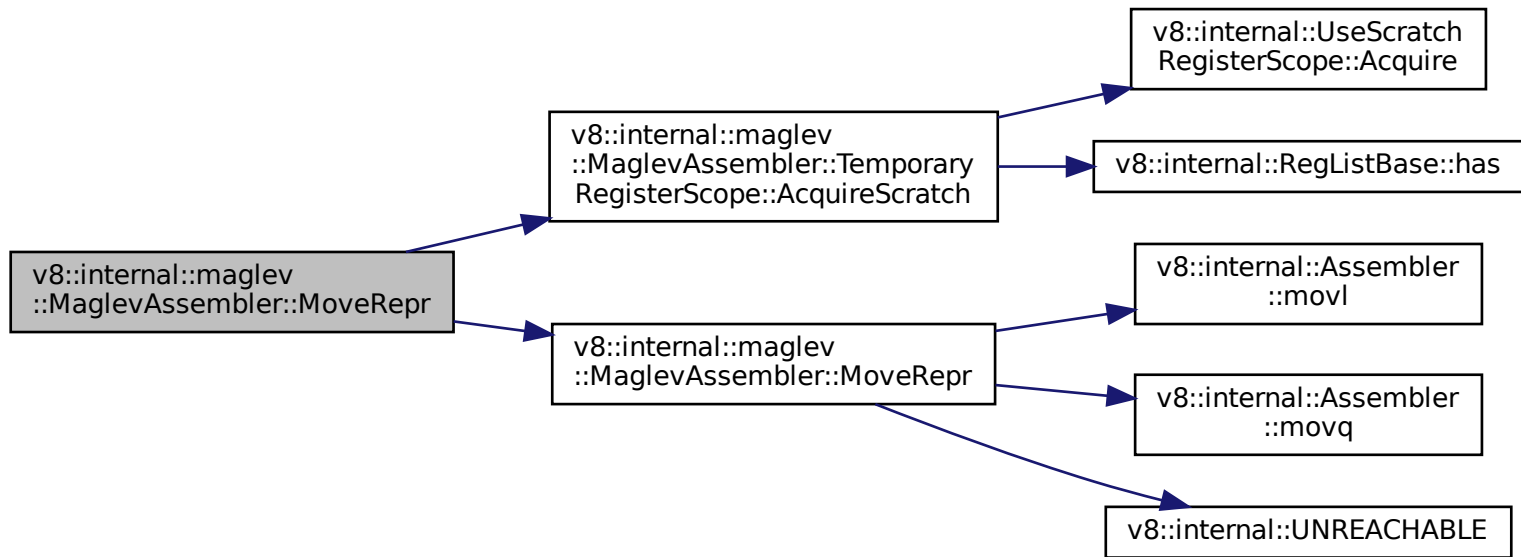 v8::internal::maglev
::MaglevAssembler::MoveRepr
v8::internal::maglev
::MaglevAssembler::Temporary
RegisterScope::AcquireScratch
v8::internal::UseScratch
RegisterScope::Acquire
v8::internal::RegListBase::has
v8::internal::maglev
::MaglevAssembler::MoveRepr
v8::internal::Assembler
::movl
v8::internal::Assembler
::movq
v8::internal::UNREACHABLE